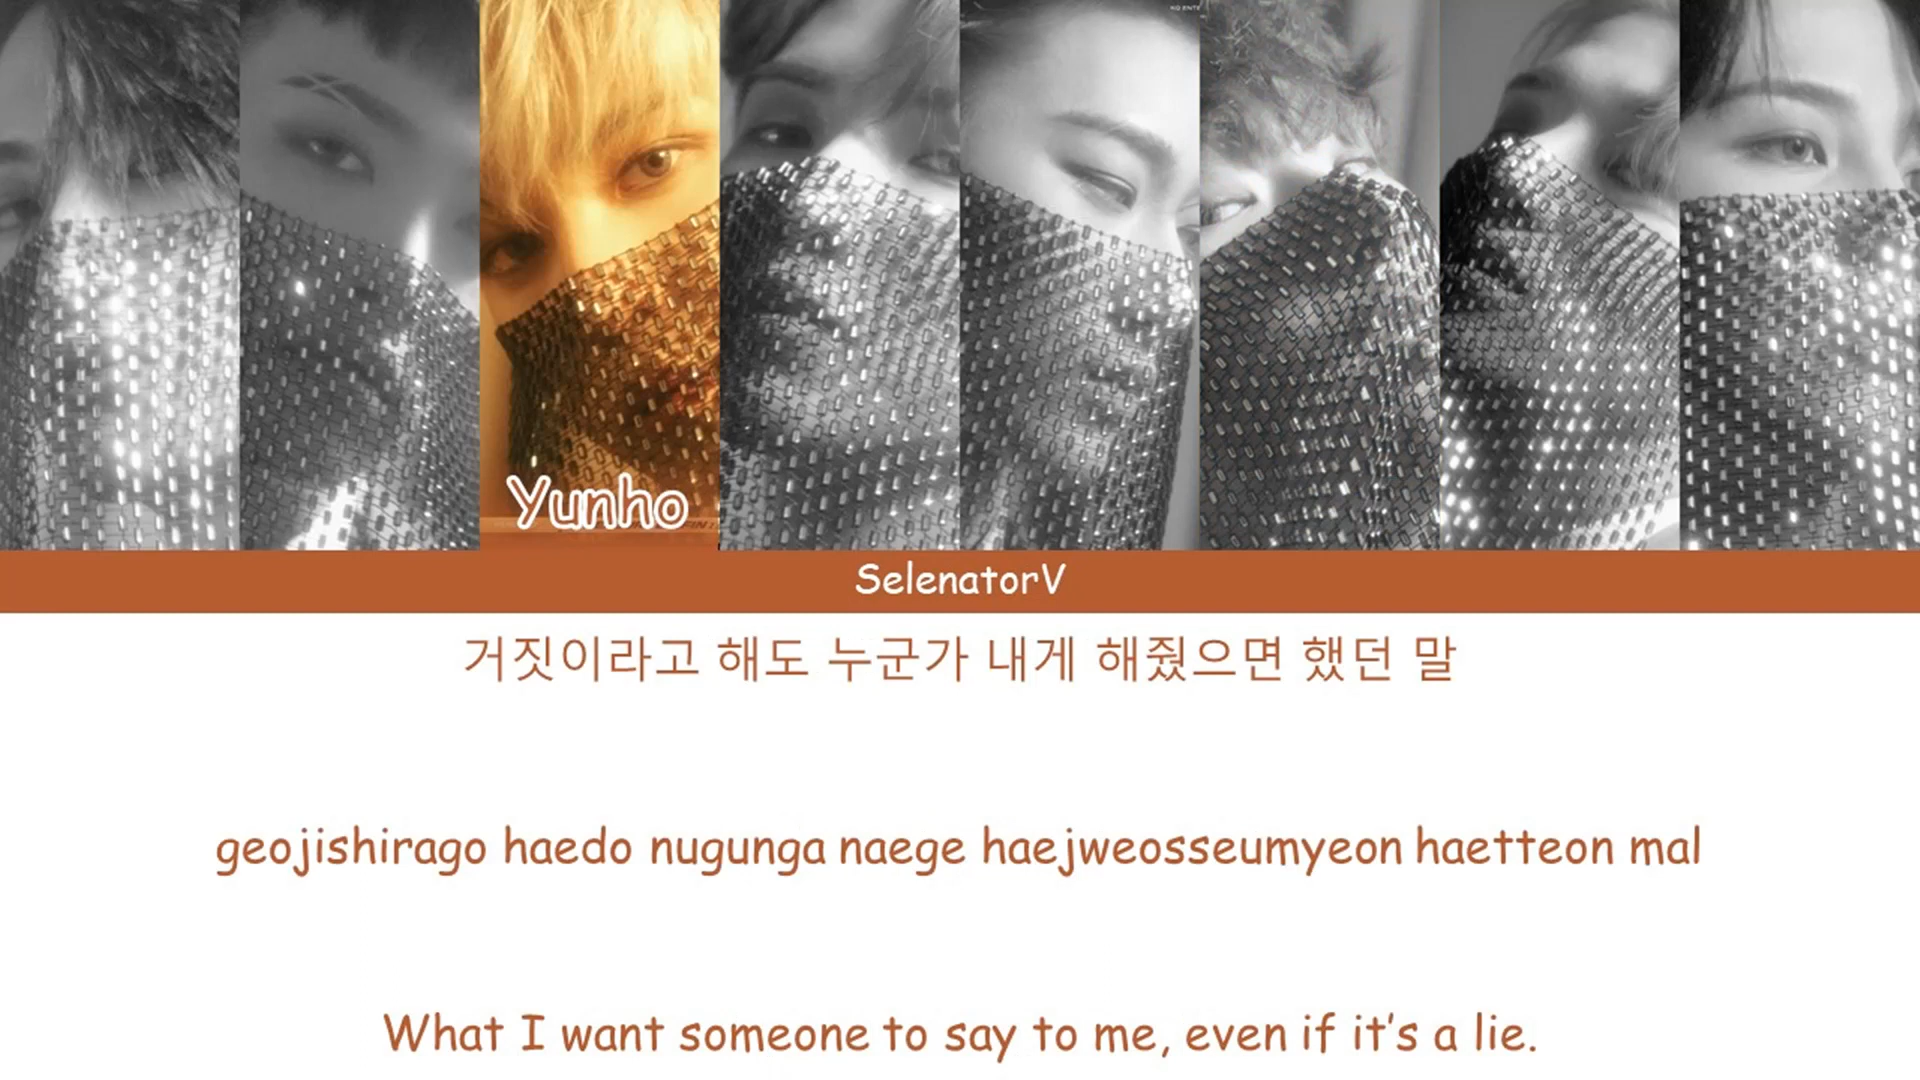 NO ENTE
Yunho
SelenatorV
거짓이라고 해도 누군가 내게 해줬으면 했던 말
geojishirago haedo nugunga naege haejweosseumyeon haetteon mal
What I want someone to say to me, even if it's a lie.